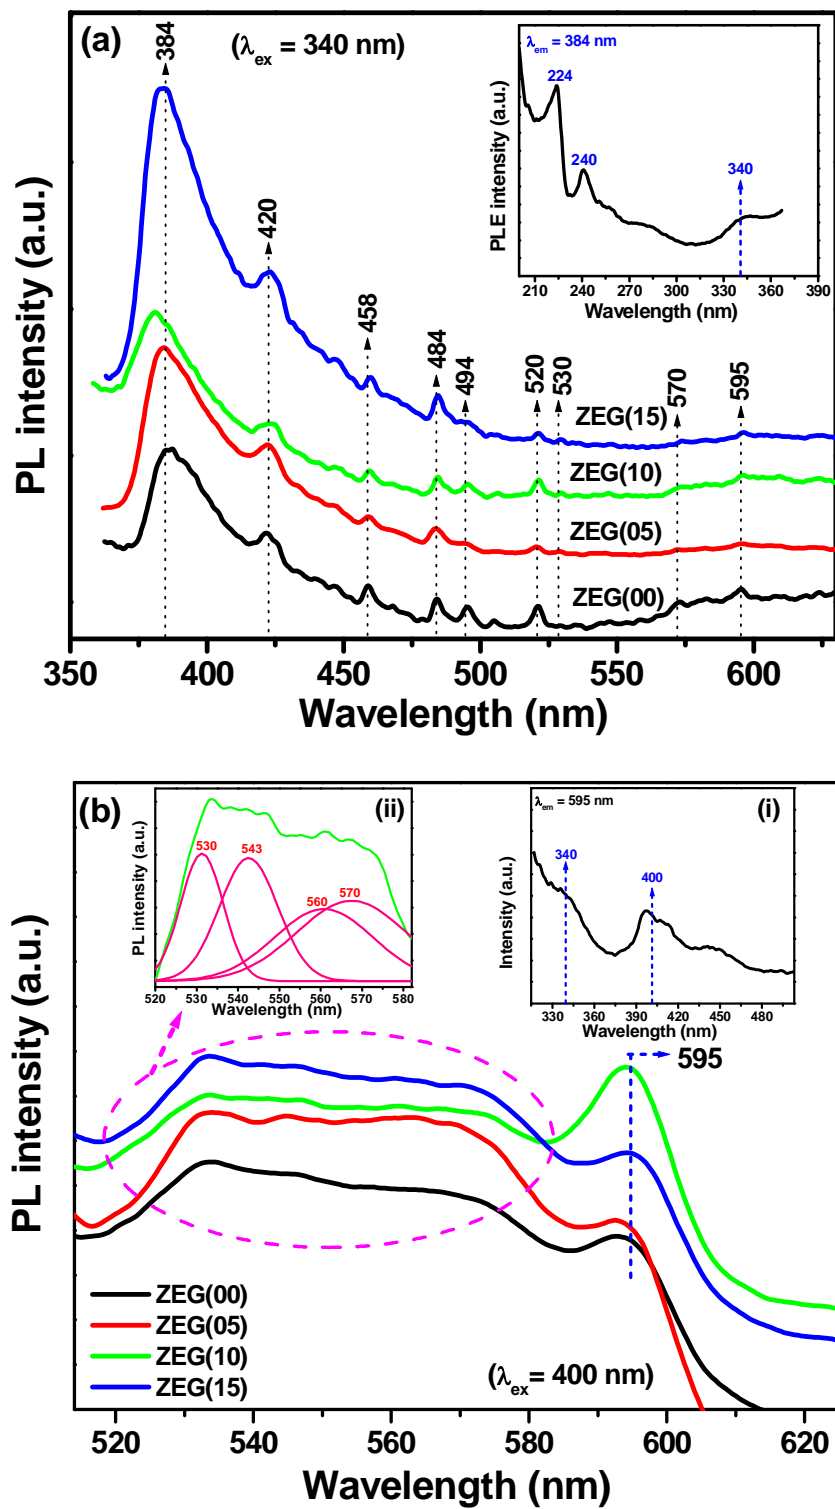 (a)
(λex = 340 nm)
384
420
458
484
494
520
530
570
595
ZEG(15)
ZEG(10)
ZEG(05)
ZEG(00)
PL intensity (a.u.)
350 400 450 500 550 600
Wavelength (nm)
λem = 384 nm
224
240
340
PLE intensity (a.u.)
210 240 270 300 330 360 390
Wavelength (nm)
(b)
(ii)
530
543
560
570
PL intensity (a.u.)
520 530 540 550 560 570 580
Wavelength (nm)
λem = 595 nm
(i)
340
400
Intensity (a.u.)
330 360 390 420 450 480
Wavelength (nm)
595
PL intensity (a.u.)
ZEG(00)
ZEG(05)
ZEG(10)
ZEG(15)
(λex= 400 nm)
520 540 560 580 600 620
Wavelength (nm)